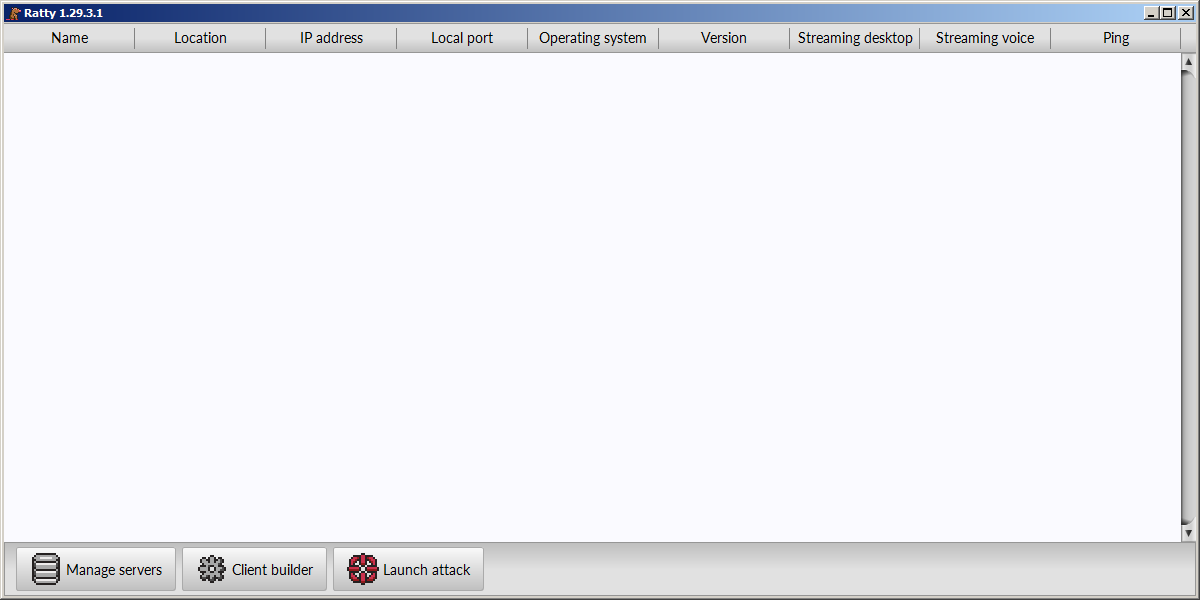 Ratty 1.29.3.1
Name Location IP address Local port Operating system Version Streaming desktop Streaming voice Ping
Manage servers Client builder Launch attack